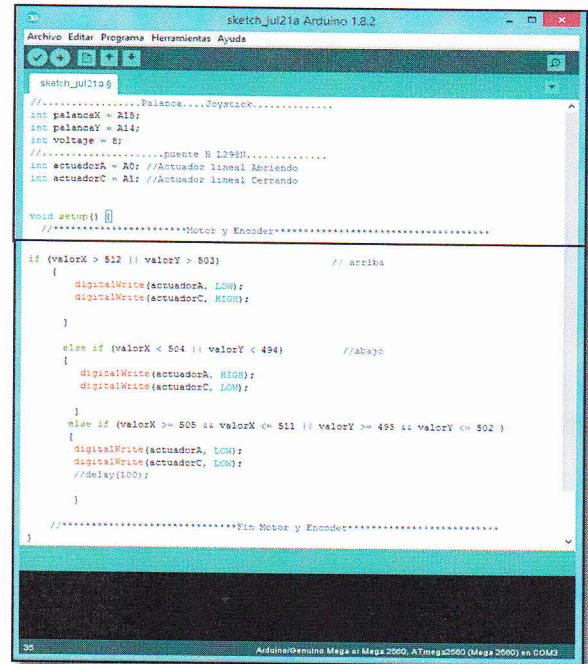 sketch_jul21a Arduino 1.8.2
Archivo Editar Programa Herramientas Ayuda
sketch_jul21a §
//.................Palanca....Joystick..............
int palancaX = A15;
int palancaY = A14;
int voltaje = 8;
//.....................puente H L298N..............
int actuadorA = A0; //Actuador lineal Abriendo
int actuadorC = A1; //Actuador lineal Cerrando
void setup() {
//***********************Motor y Encoder*************************************
if (valorX > 512 || valorY > 503) // arriba
{
digitalWrite(actuadorA, LOW);
digitalWrite(actuadorC, HIGH);
}
else if (valorX < 504 || valorY < 494) //abajo
{
digitalWrite(actuadorA, HIGH);
digitalWrite(actuadorC, LOW);
}
else if (valorX >= 505 && valorX <= 511 || valorY >= 495 && valorY <= 502 )
{
digitalWrite(actuadorA, LOW);
digitalWrite(actuadorC, LOW);
//delay(100);
}
//******************************Fin Motor y Encoder**************************
}
35
Arduino/Genuino Mega or Mega 2560, ATmega2560 (Mega 2560) en COM3